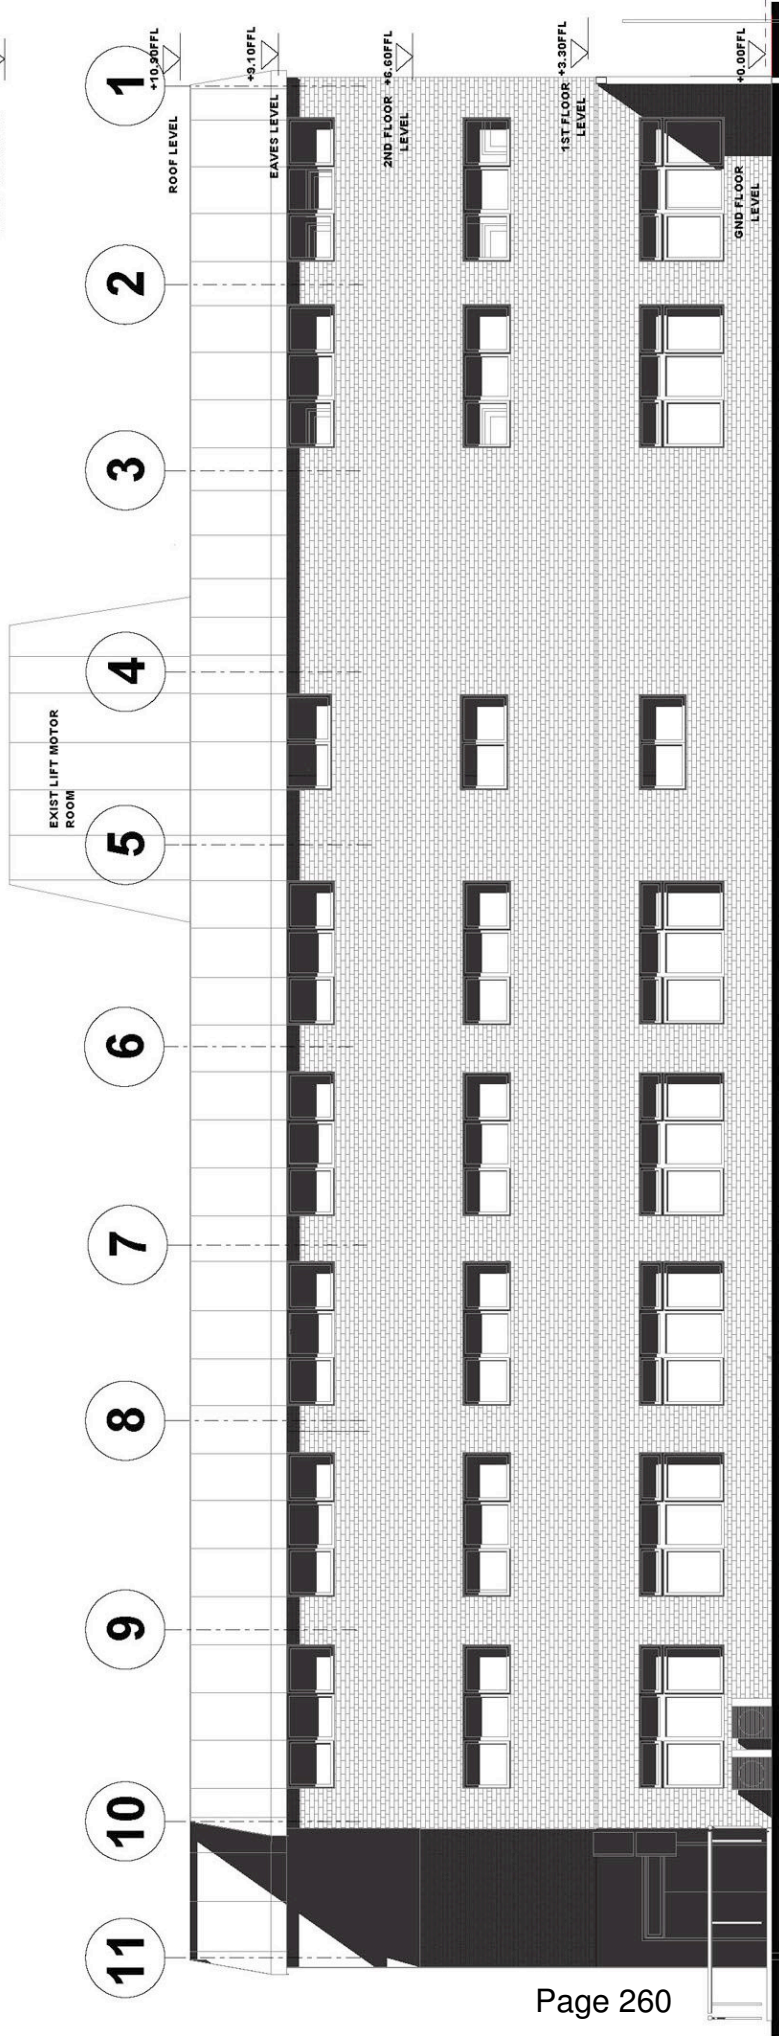 11
10
9
8
7
6
5
4
3
2
1
EXIST LIFT MOTOR
ROOM
+10.90FFL
ROOF LEVEL
+9.10FFL
EAVES LEVEL
+6.60FFL
2ND FLOOR
LEVEL
+3.30FFL
1ST FLOOR
LEVEL
+0.00FFL
GND FLOOR
LEVEL
Page 260